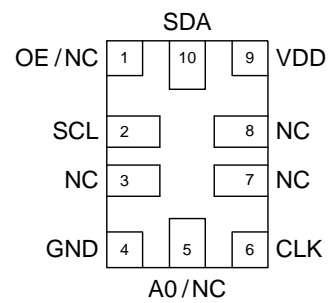 SDA
OE/NC 1 10 9 VDD
SCL 2 8 NC
NC 3 7 NC
GND 4 5 6 CLK
A0/NC